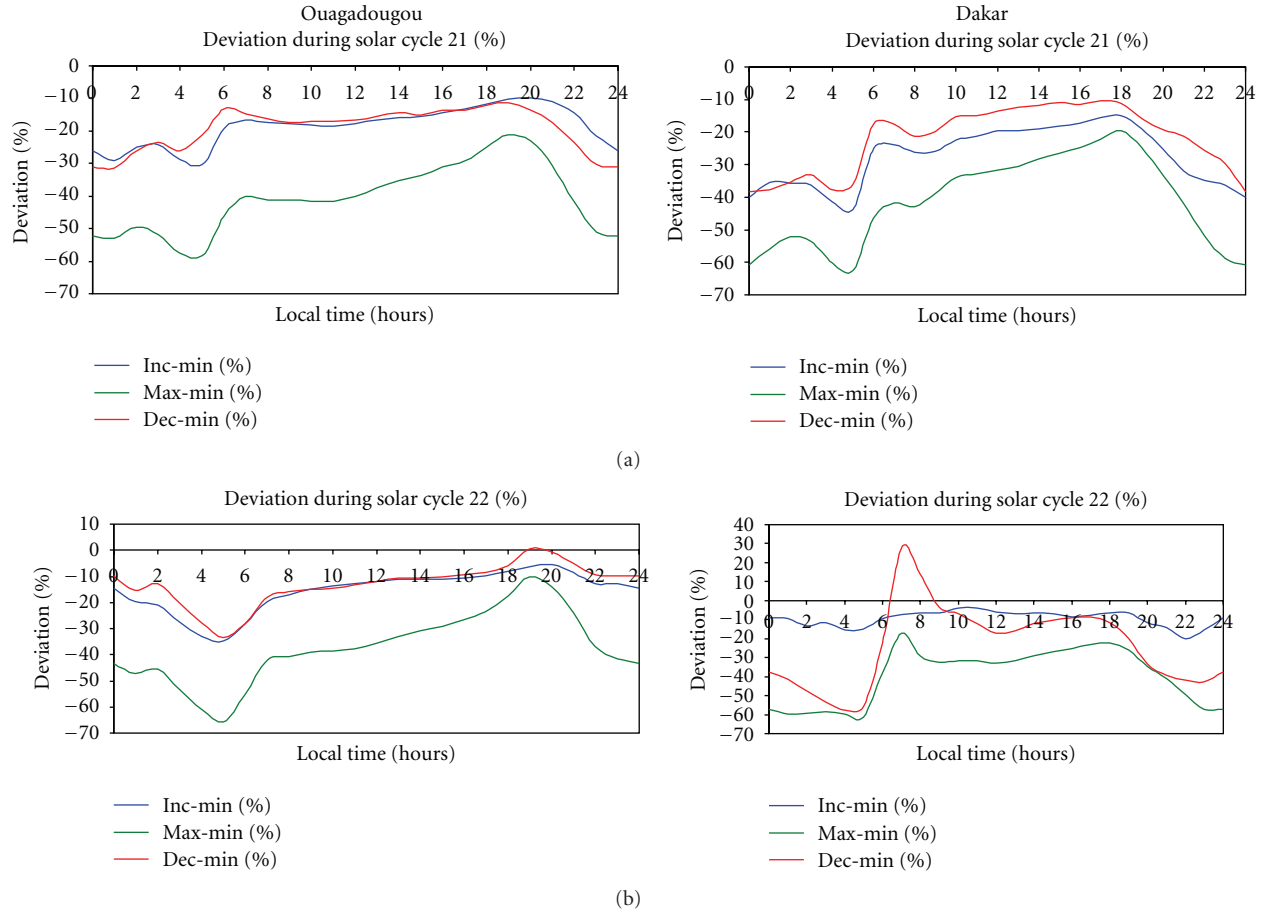 Ouagadougou
Deviation during solar cycle 21 (%)
0
−10
−20
−30
−40
−50
−60
−70
0 2 4 6 8 10 12 14 16 18 20 22 24
Deviation (%)
Local time (hours)
Inc-min (%)
Max-min (%)
Dec-min (%)
Dakar
Deviation during solar cycle 21 (%)
0
−10
−20
−30
−40
−50
−60
−70
0 2 4 6 8 10 12 14 16 18 20 22 24
Deviation (%)
Local time (hours)
Inc-min (%)
Max-min (%)
Dec-min (%)
(a)
Deviation during solar cycle 22 (%)
10
0
−10
−20
−30
−40
−50
−60
−70
0 2 4 6 8 10 12 14 16 18 20 22 24
Deviation (%)
Local time (hours)
Inc-min (%)
Max-min (%)
Dec-min (%)
Deviation during solar cycle 22 (%)
40
30
20
10
0
−10
−20
−30
−40
−50
−60
−70
0 2 4 6 8 10 12 14 16 18 20 22 24
Deviation (%)
Local time (hours)
Inc-min (%)
Max-min (%)
Dec-min (%)
(b)